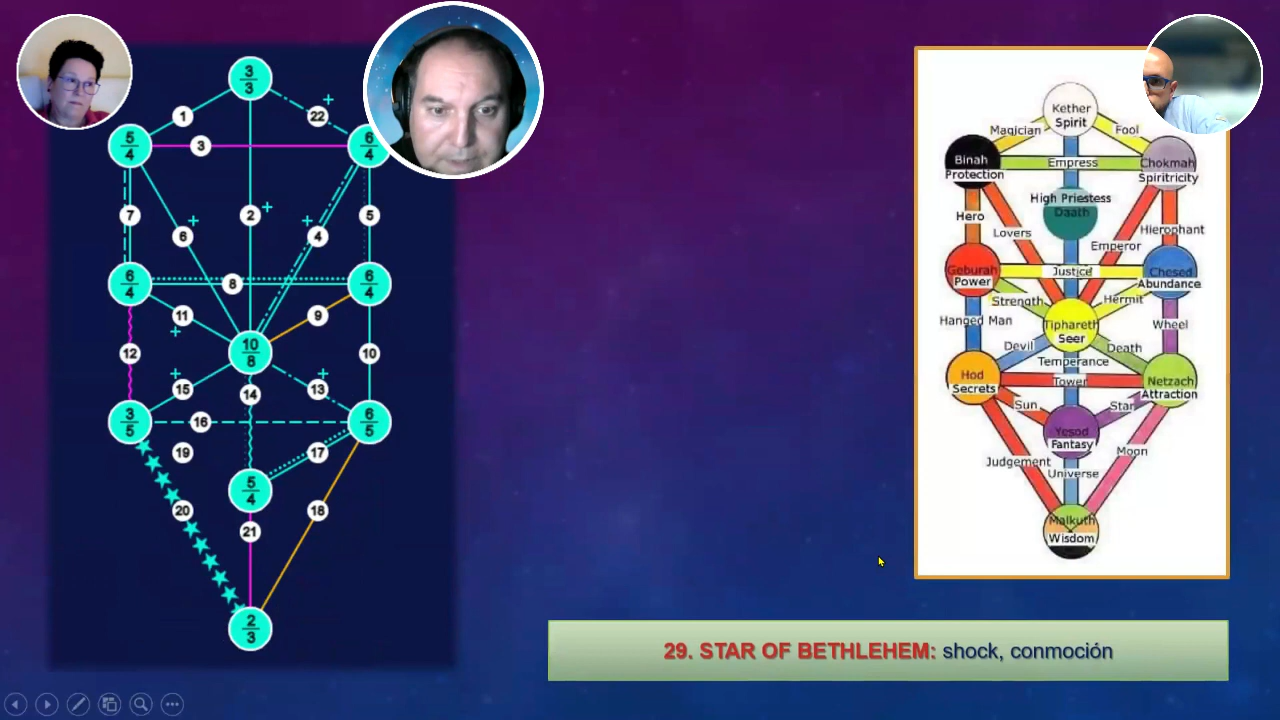 3
3
1
22
+
5
4
3
6
4
7
6
+
2
+
+
4
5
6
4
8
6
4
11
+
9
12
10
8
10
15
+
14
+
13
3
5
16
6
5
19
17
5
4
20
18
21
2
3
Kether
Spirit
Magician
Fool
Binah
Protection
Empress
Chokmah
Spiritricity
High Priestess
Daath
Hero
Lovers
Emperor
Hierophant
Geburah
Power
Justice
Chesed
Abundance
Strength
Hermit
Hanged Man
Tiphareth
Seer
Wheel
Devil
Death
Temperance
Hod
Secrets
Tower
Netzach
Attraction
Sun
Star
Yesod
Fantasy
Judgement
Moon
Universe
Malkuth
Wisdom
29. STAR OF BETHLEHEM: shock, conmoción